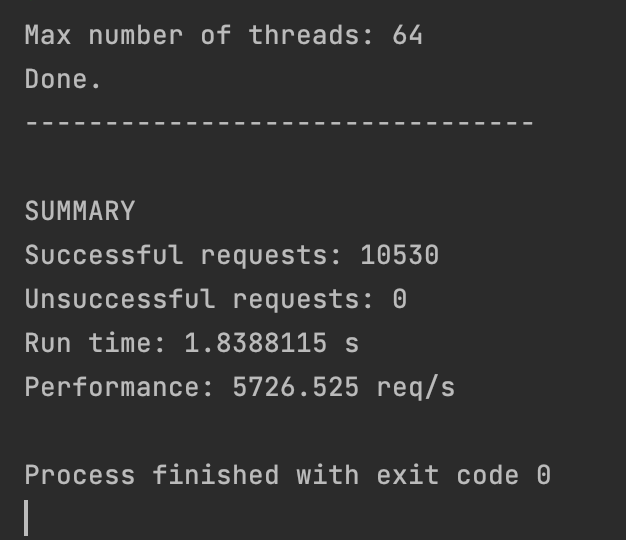 Max number of threads: 64
Done.
--------------------------------
SUMMARY
Successful requests: 10530
Unsuccessful requests: 0
Run time: 1.8388115 s
Performance: 5726.525 req/s
Process finished with exit code 0